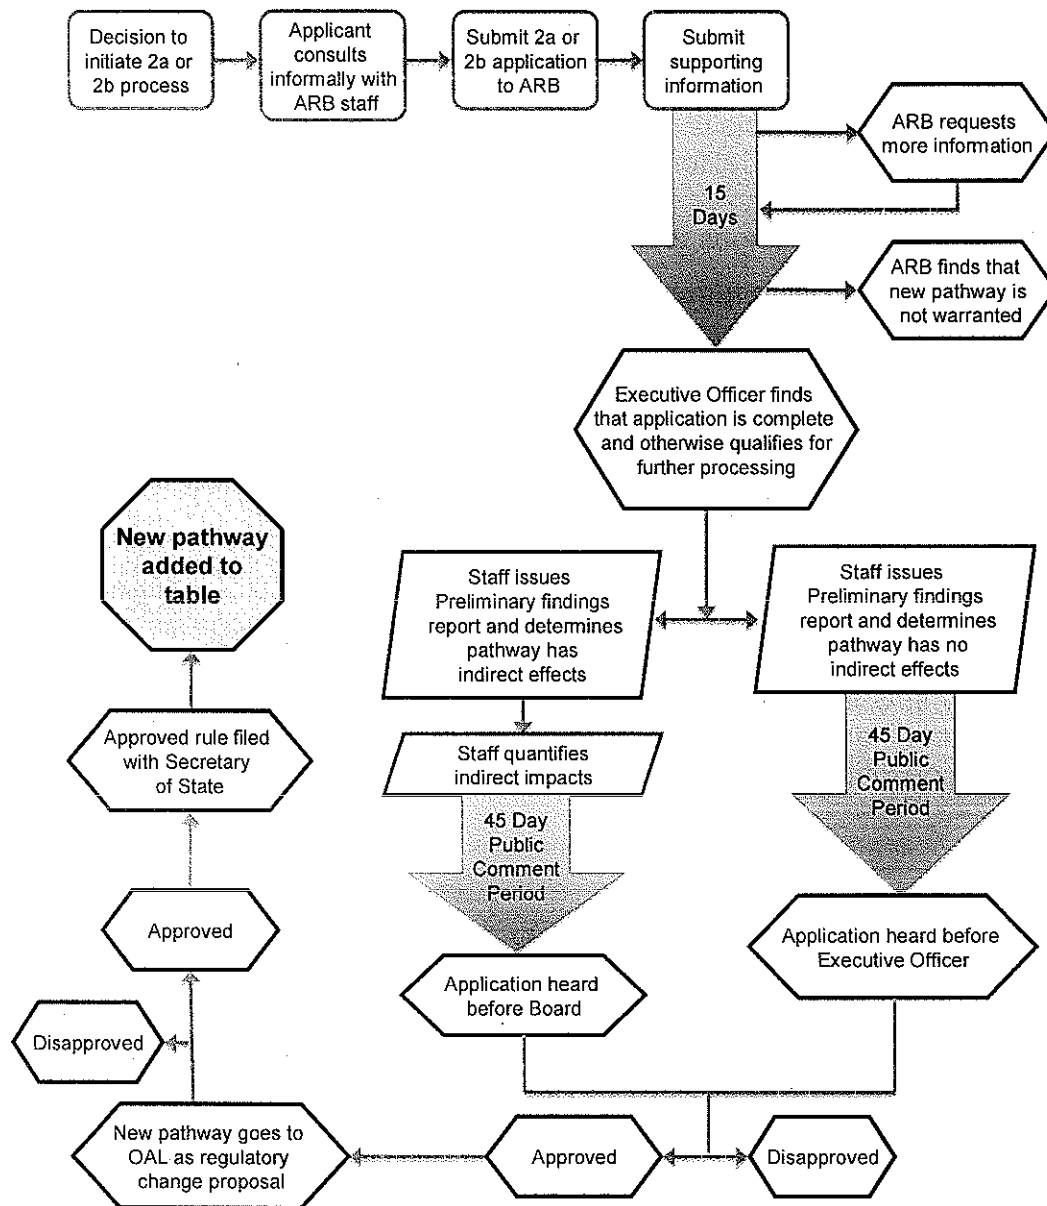 Decision to
initiate 2a or
2b process
Applicant
consults
informally with
ARB staff
Submit 2a or
2b application
to ARB
Submit
supporting
information
ARB requests
more information
15
Days
ARB finds that
new pathway is
not warranted
Executive Officer finds
that application is complete
and otherwise qualifies for
further processing
New pathway
added to
table
Staff issues
Preliminary findings
report and determines
pathway has
indirect effects
Staff issues
Preliminary findings
report and determines
pathway has no
indirect effects
Approved rule filed
with Secretary
of State
Staff quantifies
indirect impacts
45 Day
Public
Comment
Period
45 Day
Public
Comment
Period
Approved
Application heard before
Executive Officer
Application heard
before Board
Disapproved
New pathway goes to
OAL as regulatory
change proposal
Approved
Disapproved